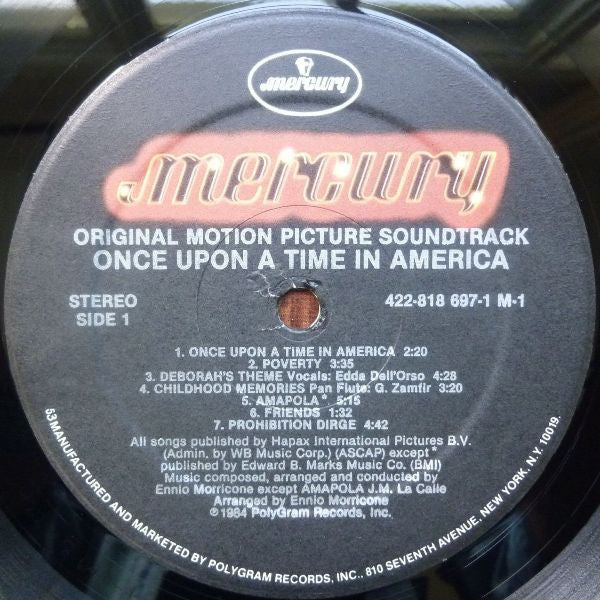 mercury
mercury
ORIGINAL MOTION PICTURE SOUNDTRACK
ONCE UPON A TIME IN AMERICA
STEREO
SIDE 1
422-818 697-1 M-1
1. ONCE UPON A TIME IN AMERICA 2:20
2. POVERTY 3:35
3. DEBORAH'S THEME Vocals: Edda Dell'Orso 4:28
4. CHILDHOOD MEMORIES Pan Flute: G. Zamfir 3:20
5. AMAPOLA* 5:15
6. FRIENDS 1:32
7. PROHIBITION DIRGE 4:42
All songs published by Hapax International Pictures B.V.
(Admin. by WB Music Corp.) (ASCAP) except*
published by Edward B. Marks Music Co. (BMI)
Music composed, arranged and conducted by
Ennio Morricone except AMAPOLA J.M. La Calle
Arranged by Ennio Morricone
℗1984 PolyGram Records, Inc.
53 MANUFACTURED AND MARKETED BY POLYGRAM RECORDS, INC., 810 SEVENTH AVENUE, NEW YORK, N.Y. 10019.